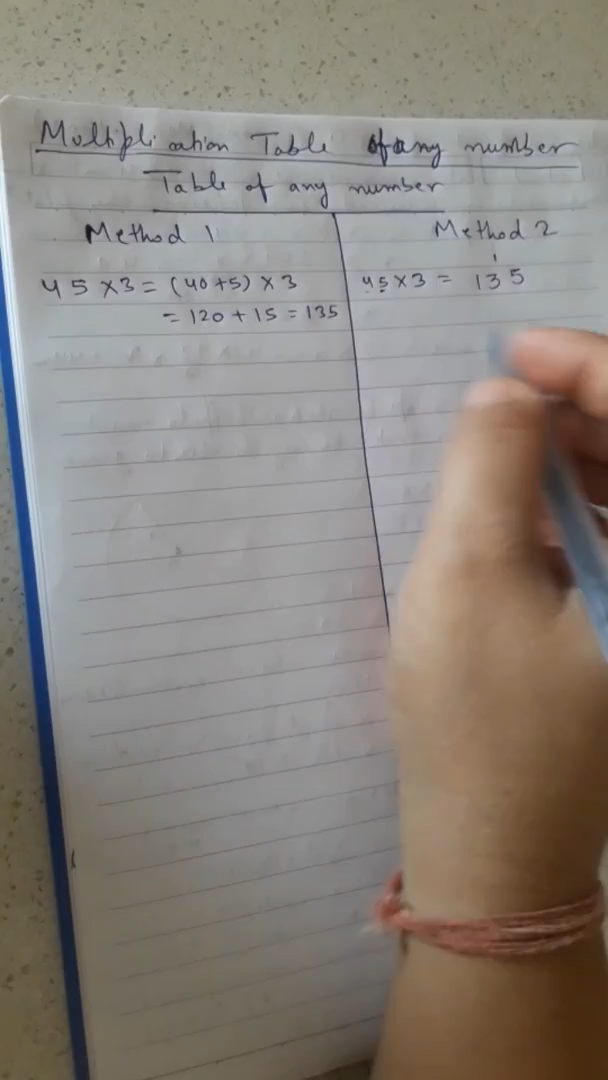 Multiplication Table of any number
Table of any number
Method 1
45 × 3 = (40 + 5) × 3
= 120 + 15 = 135
Method 2
1
45 × 3 = 135